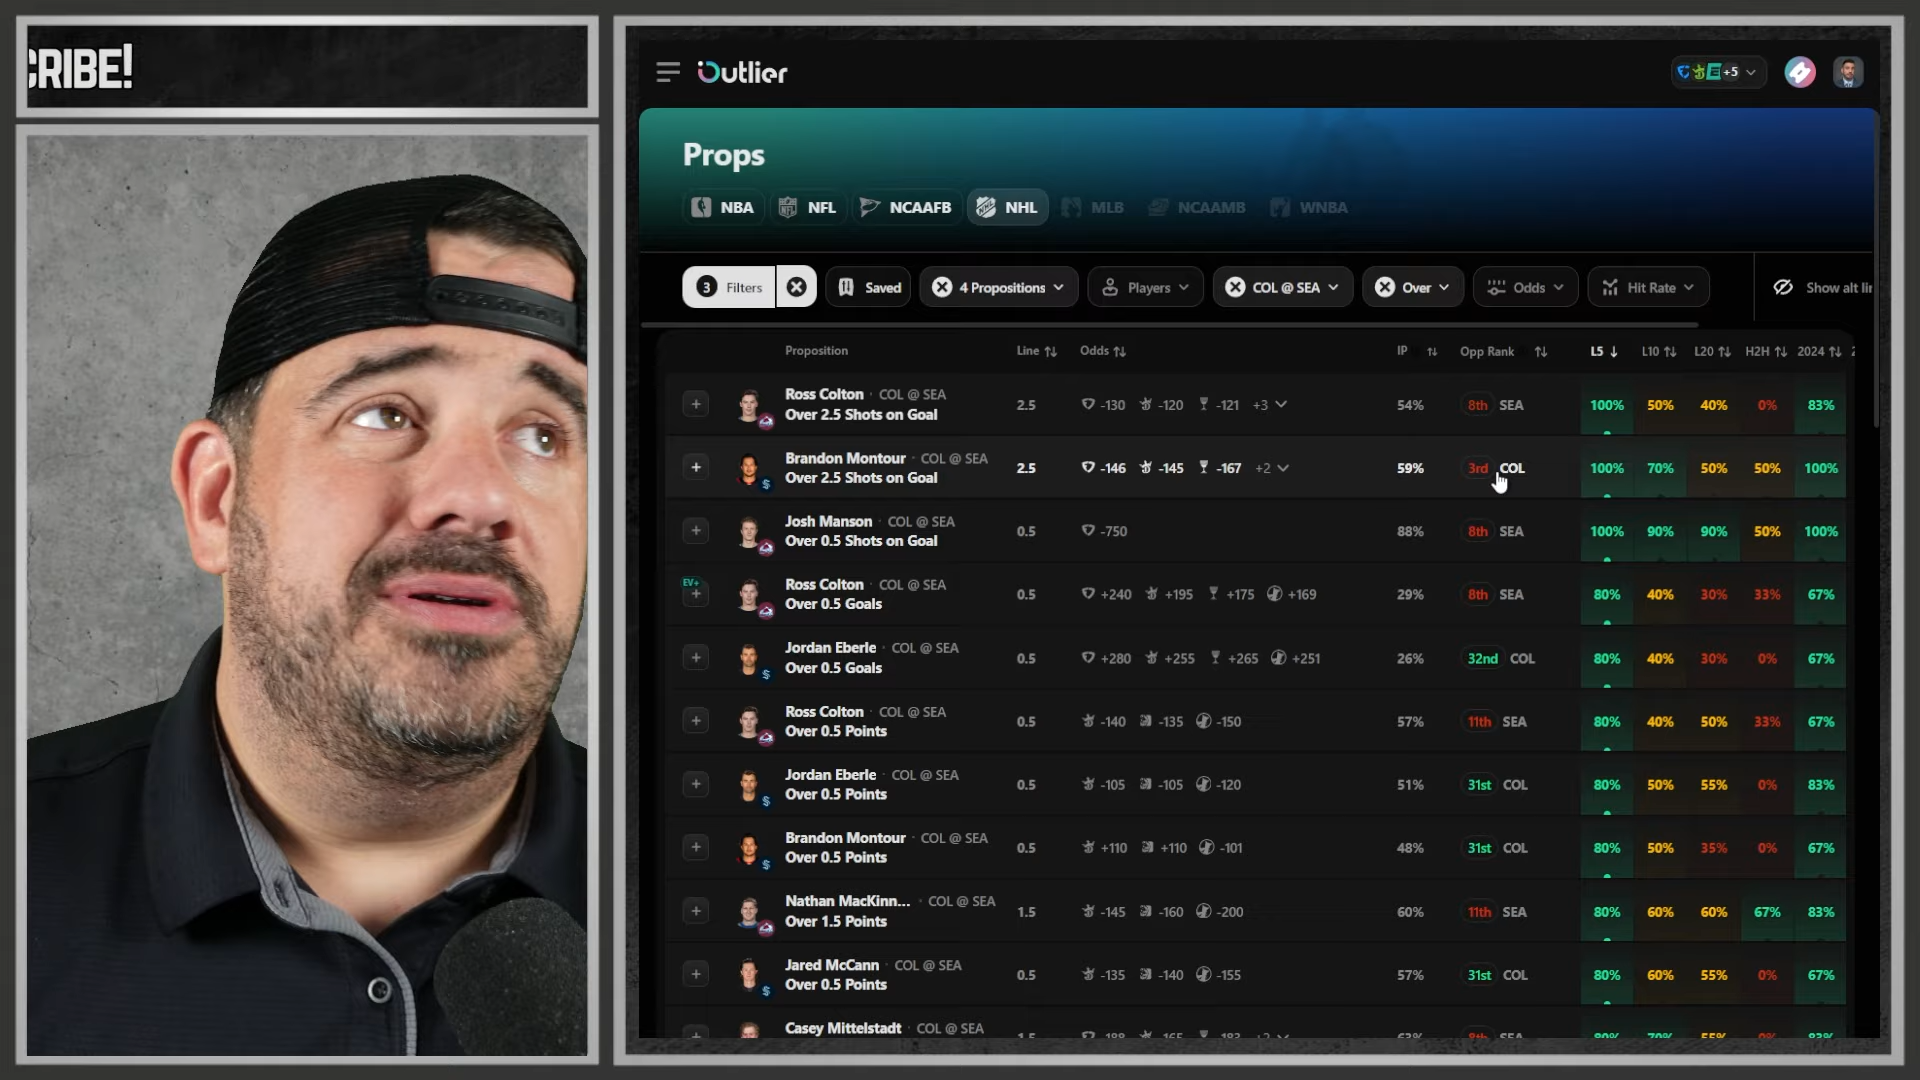 CRIBE!
Outlier
+5
Props
NBA NFL NCAAFB NHL MLB NCAAMB WNBA
3 Filters Saved 4 Propositions Players COL @ SEA Over Odds Hit Rate Show alt lin
Proposition Line Odds IP Opp Rank L5 L10 L20 H2H 2024 2
Ross Colton · COL @ SEA
Over 2.5 Shots on Goal 2.5 -130 -120 -121 +3 54% 8th SEA 100% 50% 40% 0% 83%
Brandon Montour · COL @ SEA
Over 2.5 Shots on Goal 2.5 -146 -145 -167 +2 59% 3rd COL 100% 70% 50% 50% 100%
Josh Manson · COL @ SEA
Over 0.5 Shots on Goal 0.5 -750 88% 8th SEA 100% 90% 90% 50% 100%
EV+
Ross Colton · COL @ SEA
Over 0.5 Goals 0.5 +240 +195 +175 +169 29% 8th SEA 80% 40% 30% 33% 67%
Jordan Eberle · COL @ SEA
Over 0.5 Goals 0.5 +280 +255 +265 +251 26% 32nd COL 80% 40% 30% 0% 67%
Ross Colton · COL @ SEA
Over 0.5 Points 0.5 -140 -135 -150 57% 11th SEA 80% 40% 50% 33% 67%
Jordan Eberle · COL @ SEA
Over 0.5 Points 0.5 -105 -105 -120 51% 31st COL 80% 50% 55% 0% 83%
Brandon Montour · COL @ SEA
Over 0.5 Points 0.5 +110 +110 -101 48% 31st COL 80% 50% 35% 0% 67%
Nathan MacKinn... · COL @ SEA
Over 1.5 Points 1.5 -145 -160 -200 60% 11th SEA 80% 60% 60% 67% 83%
Jared McCann · COL @ SEA
Over 0.5 Points 0.5 -135 -140 -155 57% 31st COL 80% 60% 55% 0% 67%
Casey Mittelstadt · COL @ SEA